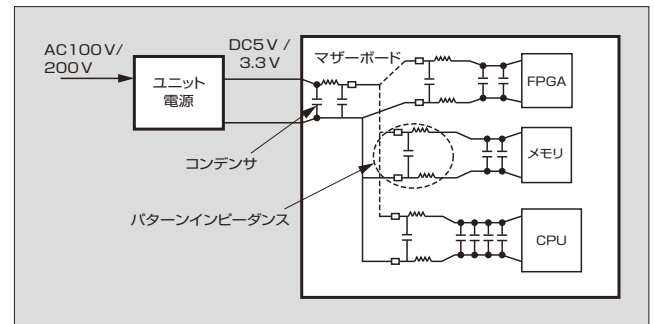 AC100V/
200V
ユニット
電源
DC5V /
3.3V
マザーボード
FPGA
コンデンサ
メモリ
パターンインピーダンス
CPU